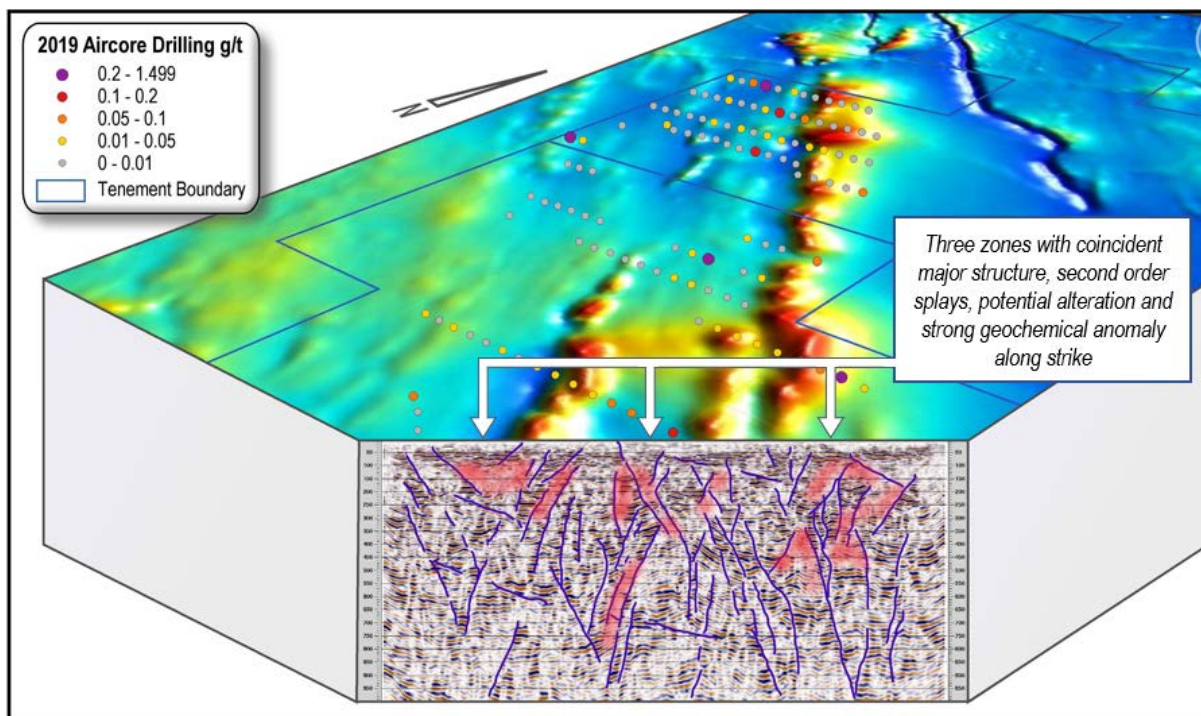 2019 Aircore Drilling g/t
0.2 - 1.499
0.1 - 0.2
0.05 - 0.1
0.01 - 0.05
0 - 0.01
Tenement Boundary
N
Three zones with coincident
major structure, second order
splays, potential alteration and
strong geochemical anomaly
along strike